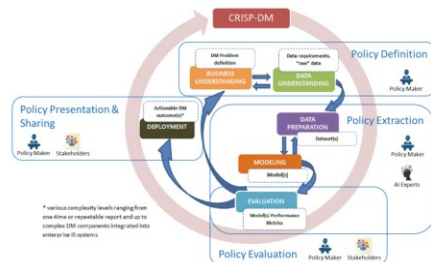 CRISP-DM
DM Problem
definition
Data requirements,
"raw" data
Policy Definition
BUSINESS
UNDERSTANDING
DATA
UNDERSTANDING
Policy Maker
Policy Presentation &
Sharing
Actionable DM
outcome(s)*
DEPLOYMENT
Policy Maker
Stakeholders
DATA
PREPARATION
Dataset(s)
Policy Extraction
Policy Maker
AI Experts
MODELING
Model(s)
EVALUATION
Model(s) Performance
Metrics
* various complexity levels ranging from
one-time or repeatable report and up to
complex DM components integrated into
enterprise IS systems
Policy Evaluation
Policy Maker
Stakeholders